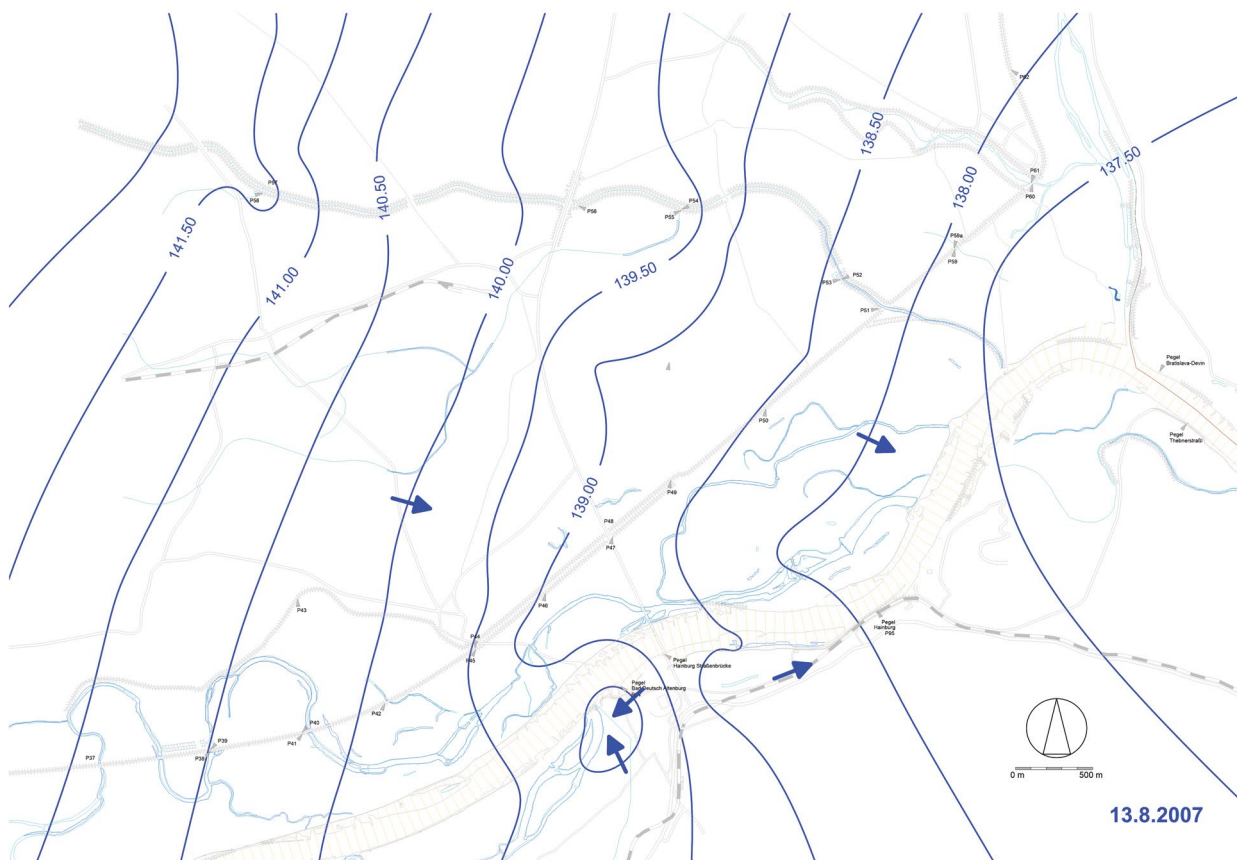 P62
138.50
137.50
P61
P60
138.00
P57
P58
140.50
141.50
P56
P54
P55
P59a
P59
140.00
139.50
141.00
P52
P53
P51
Pegel
Bratislava-Devin
P50
Pegel
Thebnerstraßl
P49
139.00
P48
P47
P46
P43
P44
P45
Pegel
Hainburg
P95
Pegel
Hainburg Straßenbrücke
Pegel
Bad Deutsch Altenburg
P42
P40
P41
P39
P38
P37
0 m
500 m
13.8.2007